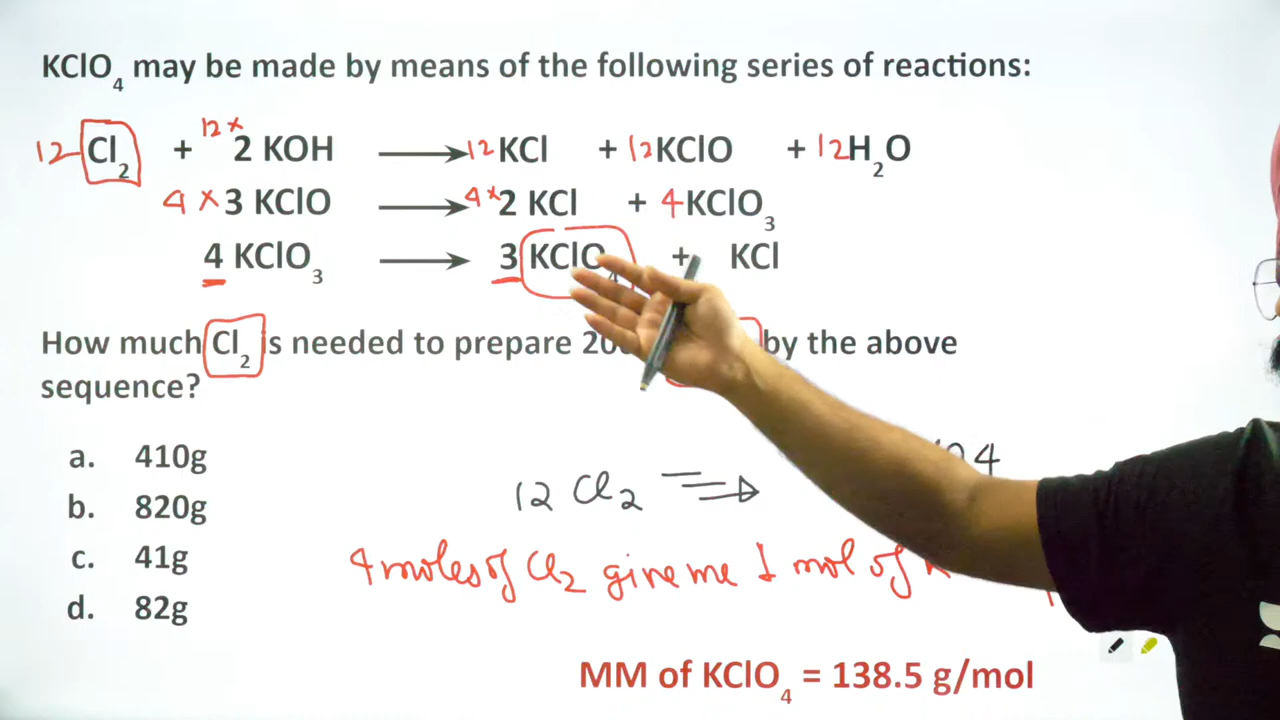 KClO4 may be made by means of the following series of reactions:
12 Cl2 + 12 × 2 KOH ⟶ 12 KCl + 12 KClO + 12 H2O
4 × 3 KClO ⟶ 4 × 2 KCl + 4 KClO3
4 KClO3 ⟶ 3 KClO4 + KCl
How much Cl2 is needed to prepare by the above
sequence?
a. 410g
b. 820g
c. 41g
d. 82g
12 Cl2
4 moles of Cl2 give me 1 mol of
MM of KClO4 = 138.5 g/mol